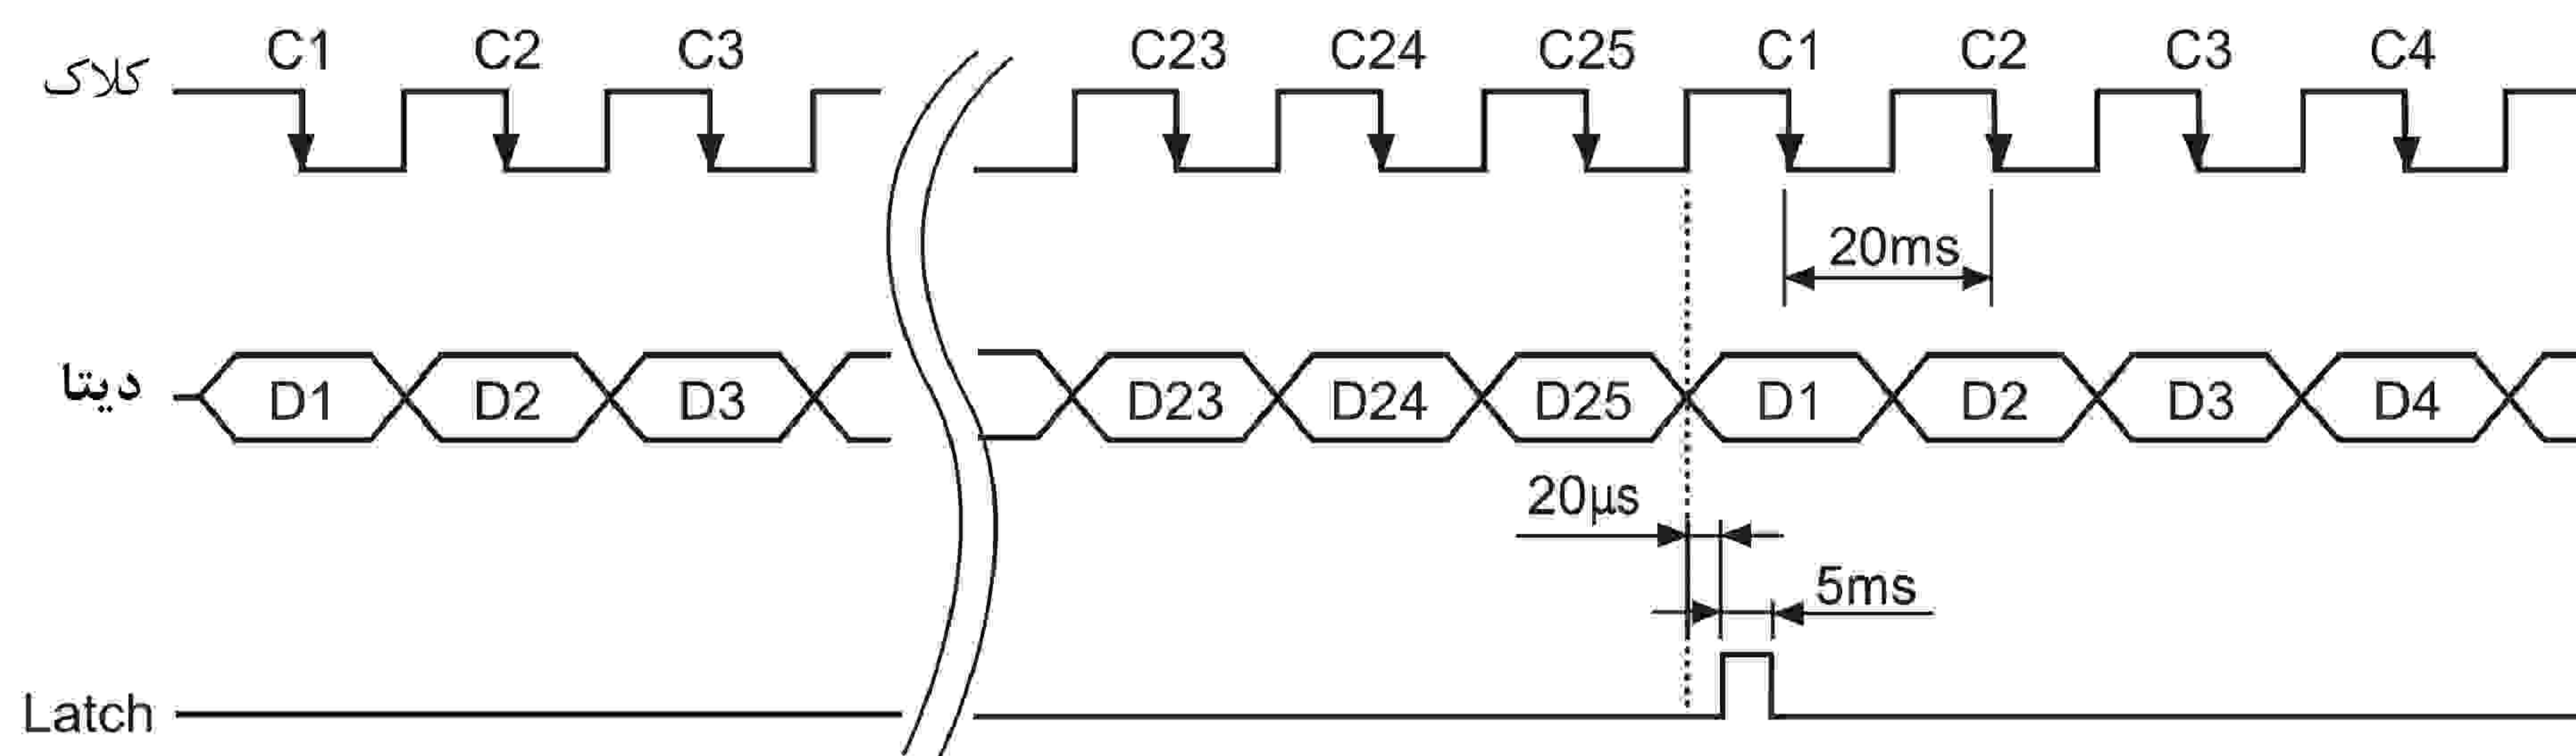 کلاک C1 C2 C3 C23 C24 C25 C1 C2 C3 C4
20ms
دیتا D1 D2 D3 D23 D24 D25 D1 D2 D3 D4
20µs
5ms
Latch